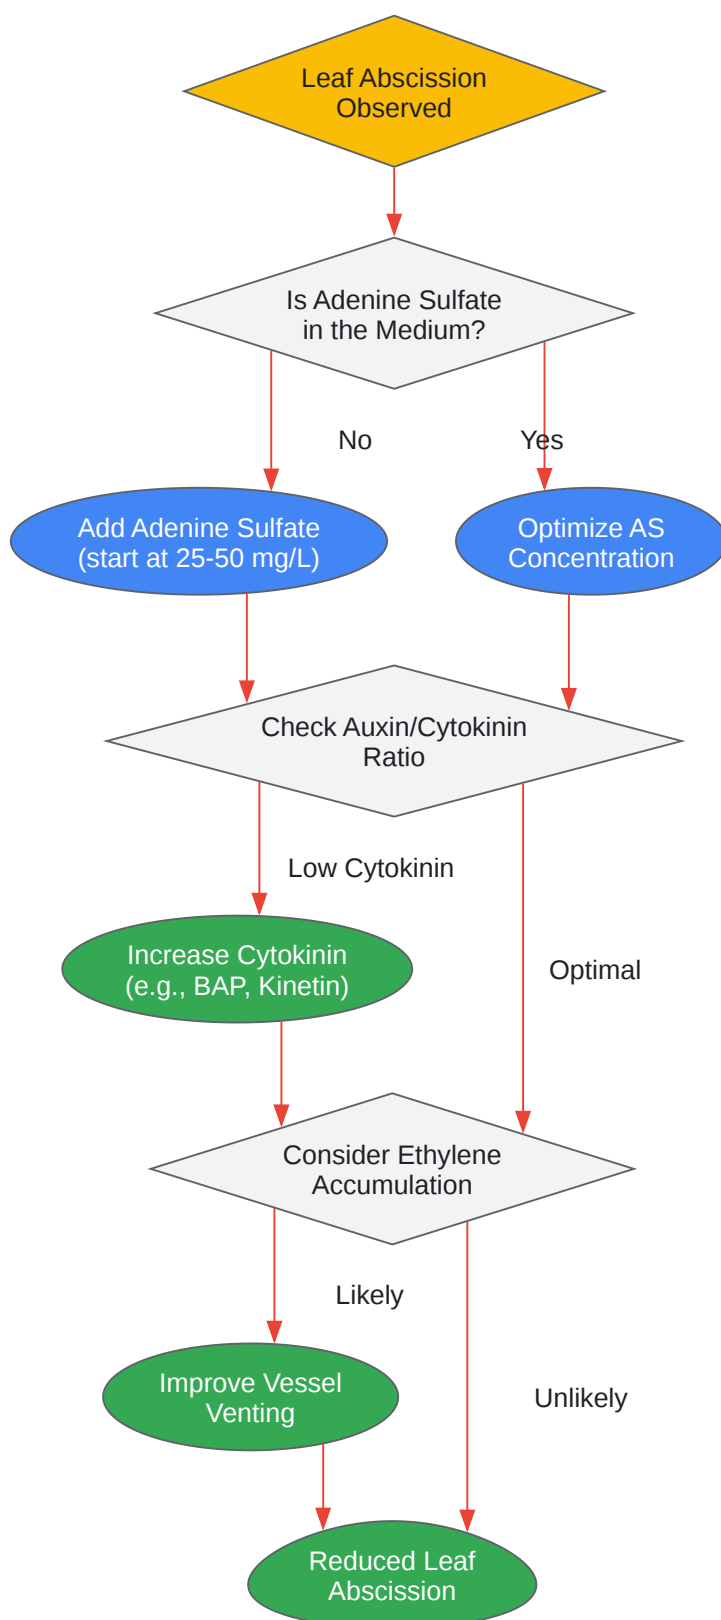 Leaf Abscission
Observed
Is Adenine Sulfate
in the Medium?
No
Yes
Add Adenine Sulfate
(start at 25-50 mg/L)
Optimize AS
Concentration
Check Auxin/Cytokinin
Ratio
Low Cytokinin
Increase Cytokinin
(e.g., BAP, Kinetin)
Optimal
Consider Ethylene
Accumulation
Likely
Improve Vessel
Venting
Unlikely
Reduced Leaf
Abscission